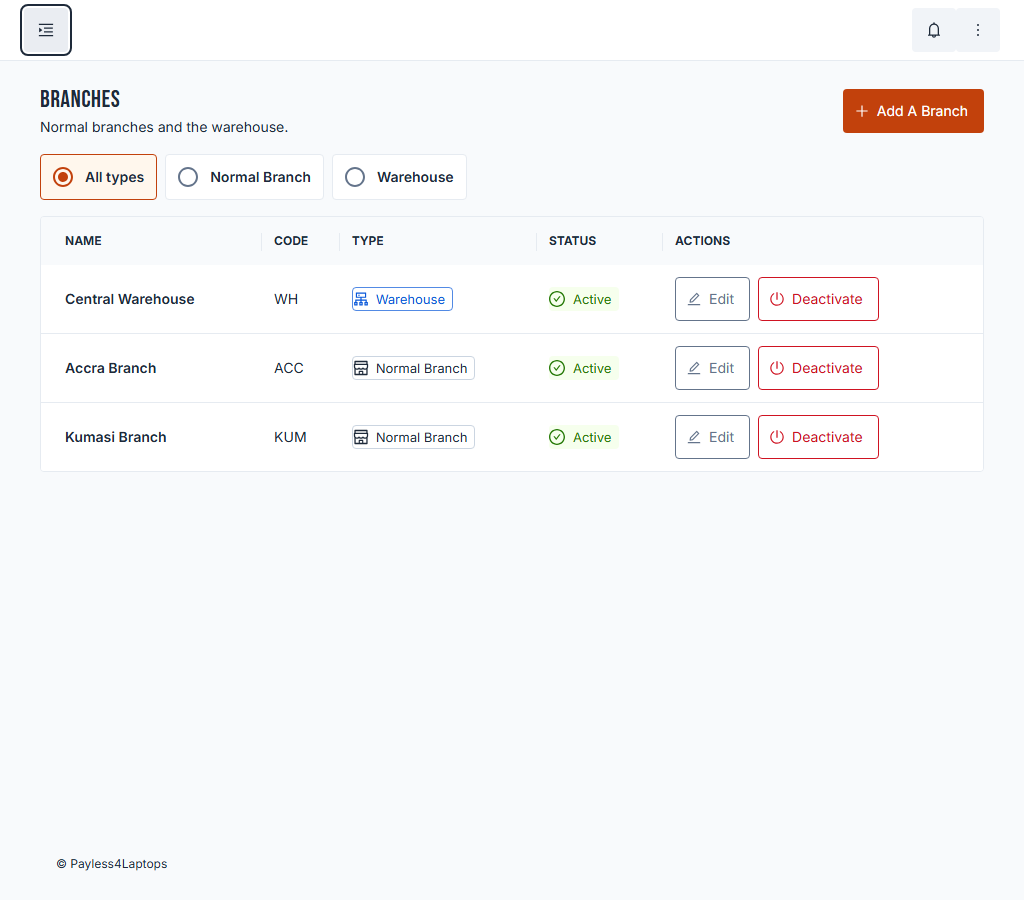 BRANCHES
Normal branches and the warehouse.
Add A Branch
All types
Normal Branch
Warehouse
NAME CODE TYPE STATUS ACTIONS
Central Warehouse WH Warehouse Active Edit Deactivate
Accra Branch ACC Normal Branch Active Edit Deactivate
Kumasi Branch KUM Normal Branch Active Edit Deactivate
© Payless4Laptops